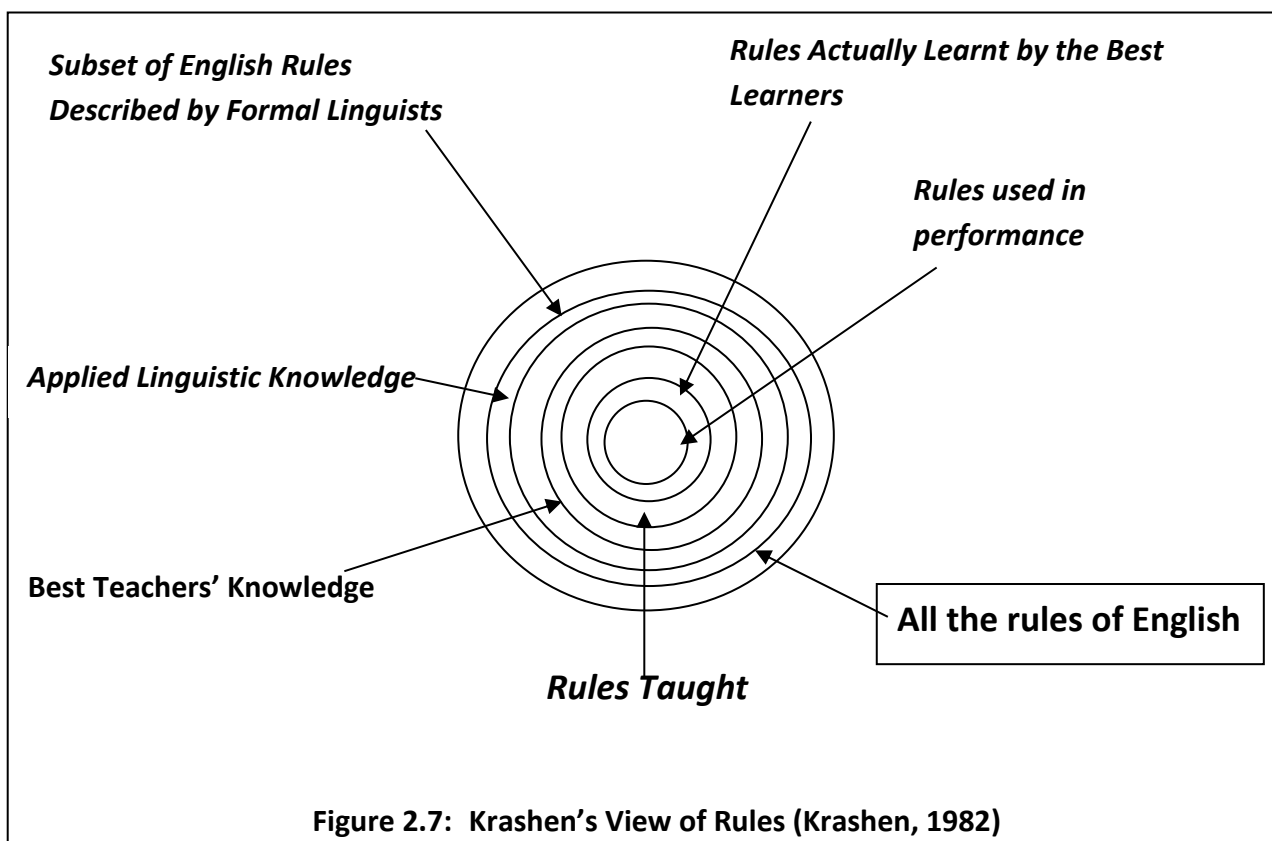 Subset of English Rules
Described by Formal Linguists
Rules Actually Learnt by the Best
Learners
Rules used in
performance
Applied Linguistic Knowledge
Best Teachers’ Knowledge
All the rules of English
Rules Taught
Figure 2.7: Krashen’s View of Rules (Krashen, 1982)